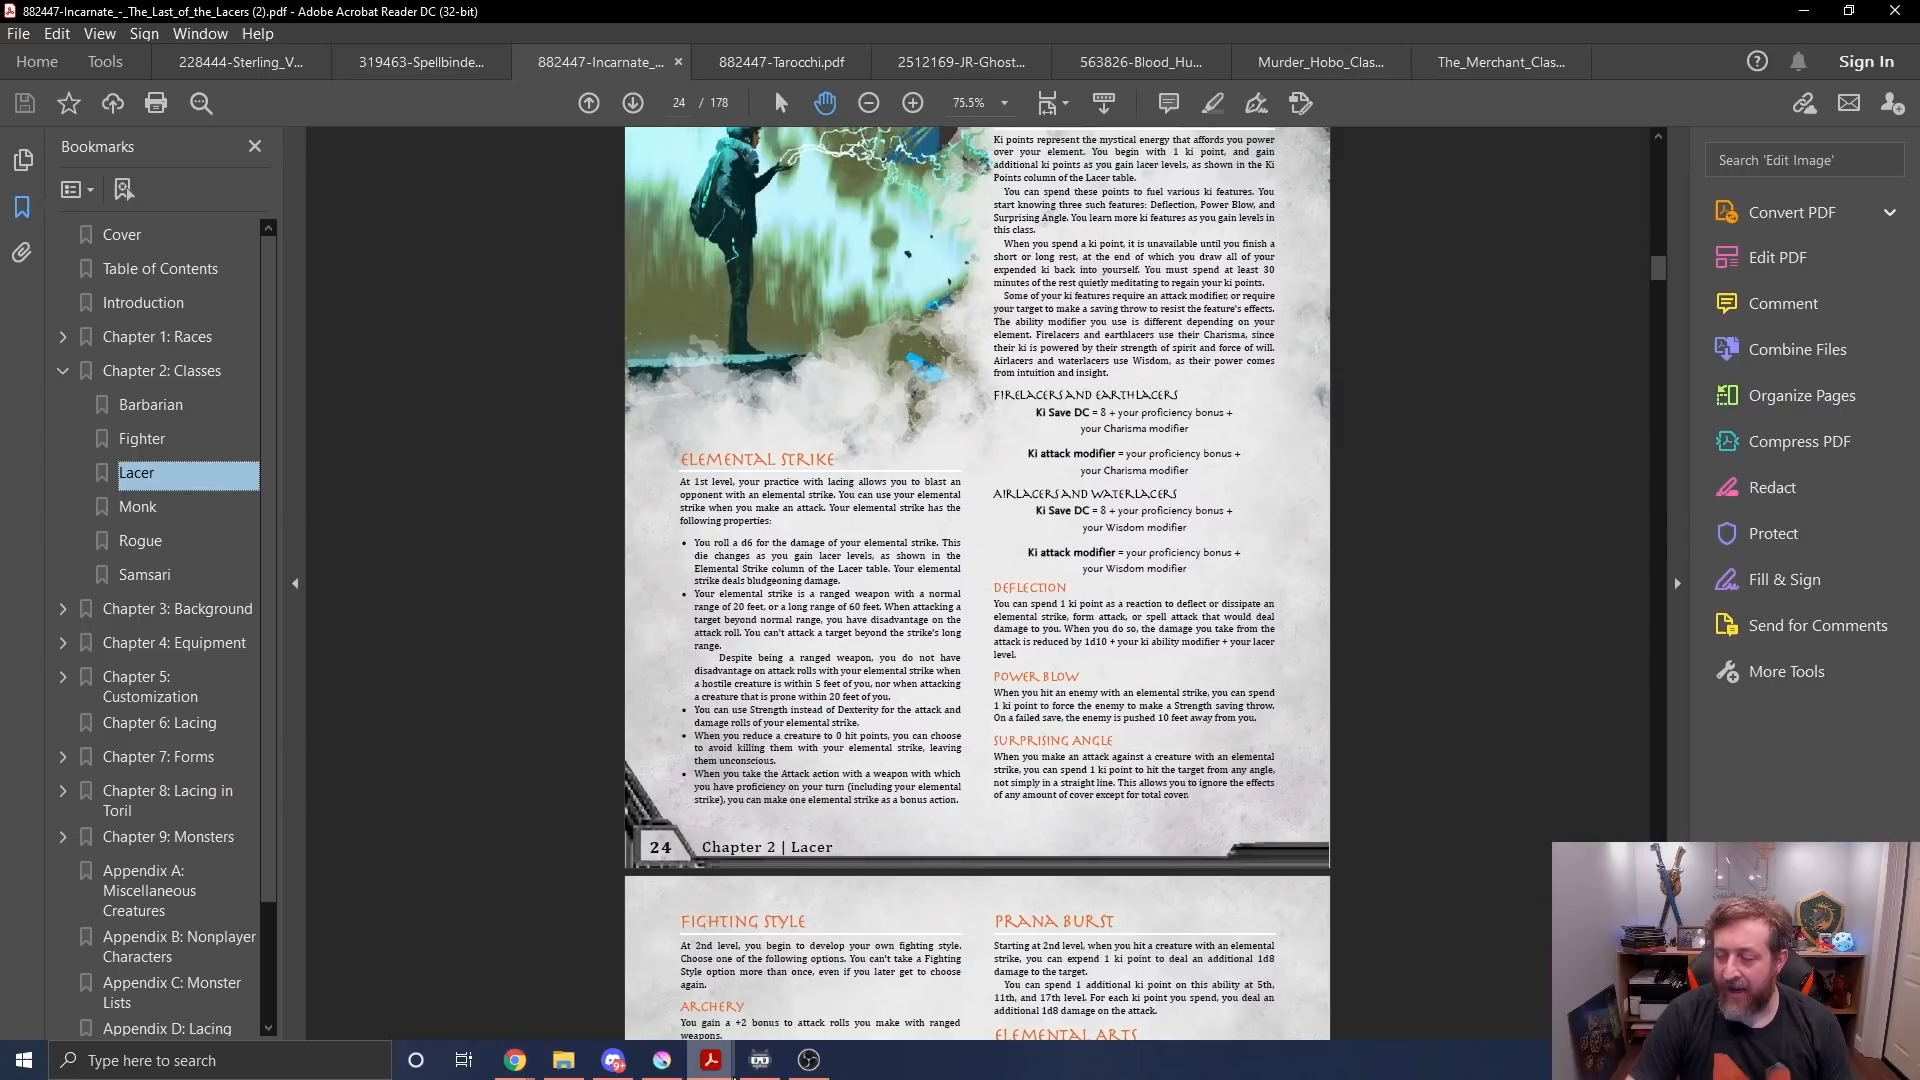 882447-Incarnate_-_The_Last_of_the_Lacers (2).pdf - Adobe Acrobat Reader DC (32-bit)
File Edit View Sign Window Help
Home Tools 228444-Sterling_V... 319463-Spellbinde... 882447-Incarnate_... 882447-Tarocchi.pdf 2512169-JR-Ghost... 563826-Blood_Hu... Murder_Hobo_Clas... The_Merchant_Clas... Sign In
24 / 178 75.5%
Bookmarks
Cover
Table of Contents
Introduction
Chapter 1: Races
Chapter 2: Classes
Barbarian
Fighter
Lacer
Monk
Rogue
Samsari
Chapter 3: Background
Chapter 4: Equipment
Chapter 5:
Customization
Chapter 6: Lacing
Chapter 7: Forms
Chapter 8: Lacing in
Toril
Chapter 9: Monsters
Appendix A:
Miscellaneous
Creatures
Appendix B: Nonplayer
Characters
Appendix C: Monster
Lists
Appendix D: Lacing
ELEMENTAL STRIKE
At 1st level, your practice with lacing allows you to blast an
opponent with an elemental strike. You can use your elemental
strike when you make an attack. Your elemental strike has the
following properties:
• You roll a d6 for the damage of your elemental strike. This
die changes as you gain lacer levels, as shown in the
Elemental Strike column of the Lacer table. Your elemental
strike deals bludgeoning damage.
• Your elemental strike is a ranged weapon with a normal
range of 20 feet, or a long range of 60 feet. When attacking a
target beyond normal range, you have disadvantage on the
attack roll. You can't attack a target beyond the strike's long
range.
Despite being a ranged weapon, you do not have
disadvantage on attack rolls with your elemental strike when
a hostile creature is within 5 feet of you, nor when attacking
a creature that is prone within 20 feet of you.
• You can use Strength instead of Dexterity for the attack and
damage rolls of your elemental strike.
• When you reduce a creature to 0 hit points, you can choose
to avoid killing them with your elemental strike, leaving
them unconscious.
• When you take the Attack action with a weapon with which
you have proficiency on your turn (including your elemental
strike), you can make one elemental strike as a bonus action.
Ki points represent the mystical energy that affords you power
over your element. You begin with 1 ki point, and gain
additional ki points as you gain lacer levels, as shown in the Ki
Points column of the Lacer table.
You can spend these points to fuel various ki features. You
start knowing three such features: Deflection, Power Blow, and
Surprising Angle. You learn more ki features as you gain levels in
this class.
When you spend a ki point, it is unavailable until you finish a
short or long rest, at the end of which you draw all of your
expended ki back into yourself. You must spend at least 30
minutes of the rest quietly meditating to regain your ki points.
Some of your ki features require an attack modifier, or require
your target to make a saving throw to resist the feature's effects.
The ability modifier you use is different depending on your
element. Firelacers and earthlacers use their Charisma, since
their ki is powered by their strength of spirit and force of will.
Airlacers and waterlacers use Wisdom, as their power comes
from intuition and insight.
FIRELACERS AND EARTHLACERS
Ki Save DC = 8 + your proficiency bonus +
your Charisma modifier
Ki attack modifier = your proficiency bonus +
your Charisma modifier
AIRLACERS AND WATERLACERS
Ki Save DC = 8 + your proficiency bonus +
your Wisdom modifier
Ki attack modifier = your proficiency bonus +
your Wisdom modifier
DEFLECTION
You can spend 1 ki point as a reaction to deflect or dissipate an
elemental strike, form attack, or spell attack that would deal
damage to you. When you do so, the damage you take from the
attack is reduced by 1d10 + your ki ability modifier + your lacer
level.
POWER BLOW
When you hit an enemy with an elemental strike, you can spend
1 ki point to force the enemy to make a Strength saving throw.
On a failed save, the enemy is pushed 10 feet away from you.
SURPRISING ANGLE
When you make an attack against a creature with an elemental
strike, you can spend 1 ki point to hit the target from any angle,
not simply in a straight line. This allows you to ignore the effects
of any amount of cover except for total cover.
24 Chapter 2 | Lacer
FIGHTING STYLE
At 2nd level, you begin to develop your own fighting style.
Choose one of the following options. You can't take a Fighting
Style option more than once, even if you later get to choose
again.
ARCHERY
You gain a +2 bonus to attack rolls you make with ranged
weapons.
PRANA BURST
Starting at 2nd level, when you hit a creature with an elemental
strike, you can expend 1 ki point to deal an additional 1d8
damage to the target.
You can spend 1 additional ki point on this ability at 5th,
11th, and 17th level. For each ki point you spend, you deal an
additional 1d8 damage on the attack.
ELEMENTAL ARTS
Search 'Edit Image'
Convert PDF
Edit PDF
Comment
Combine Files
Organize Pages
Compress PDF
Redact
Protect
Fill & Sign
Send for Comments
More Tools
Type here to search
9+